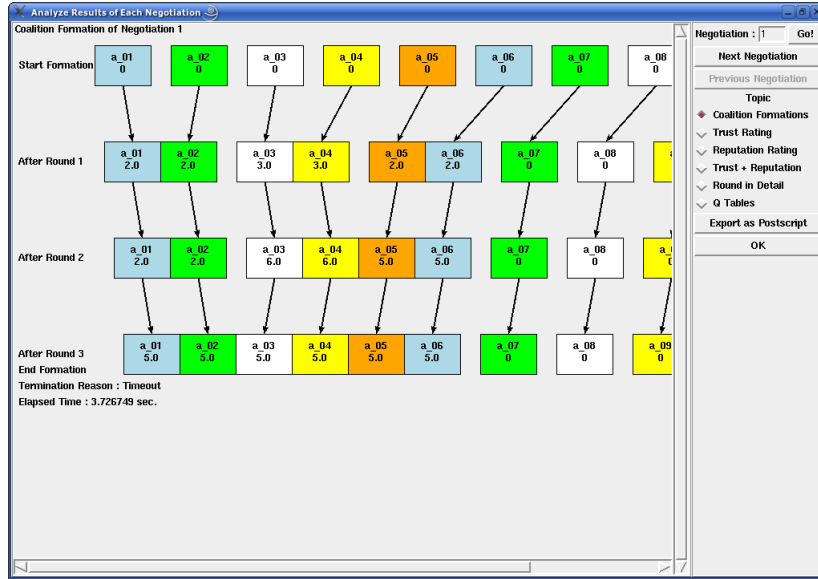 Analyze Results of Each Negotiation
Coalition Formation of Negotiation 1
Start Formation
a_01 a_02 a_03 a_04 a_05 a_06 a_07 a_08
0 0 0 0 0 0 0 0
After Round 1
a_01 a_02 a_03 a_04 a_05 a_06 a_07 a_08
2.0 2.0 3.0 3.0 2.0 2.0 0 0
After Round 2
a_01 a_02 a_03 a_04 a_05 a_06 a_07 a_08
2.0 2.0 6.0 6.0 5.0 5.0 0 0
After Round 3
a_01 a_02 a_03 a_04 a_05 a_06 a_07 a_08 a_09
5.0 5.0 5.0 5.0 5.0 5.0 0 0 0
End Formation
Termination Reason : Timeout
Elapsed Time : 3.726749 sec.
Negotiation : 1 Go!
Next Negotiation
Previous Negotiation
Topic
Coalition Formations
Trust Rating
Reputation Rating
Trust + Reputation
Round in Detail
Q Tables
Export as Postscript
OK